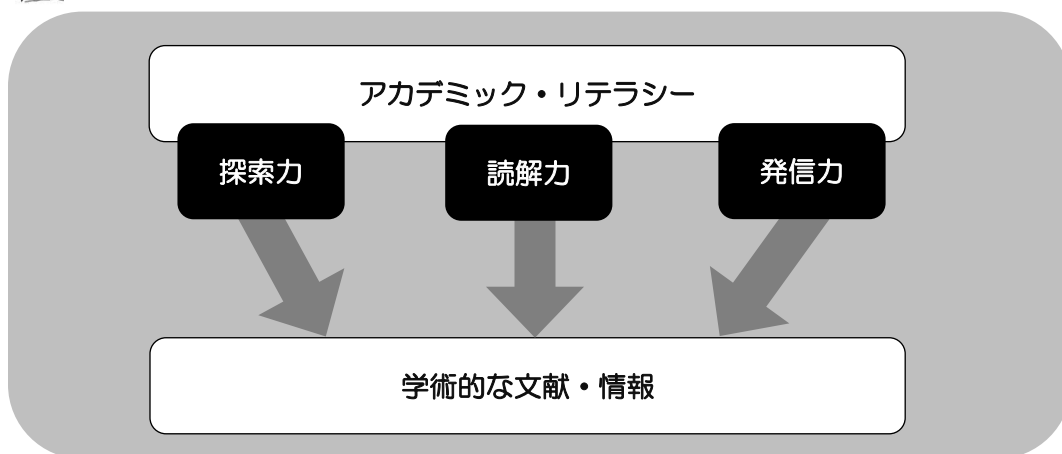 アカデミック・リテラシー
探索力
読解力
発信力
学術的な文献・情報